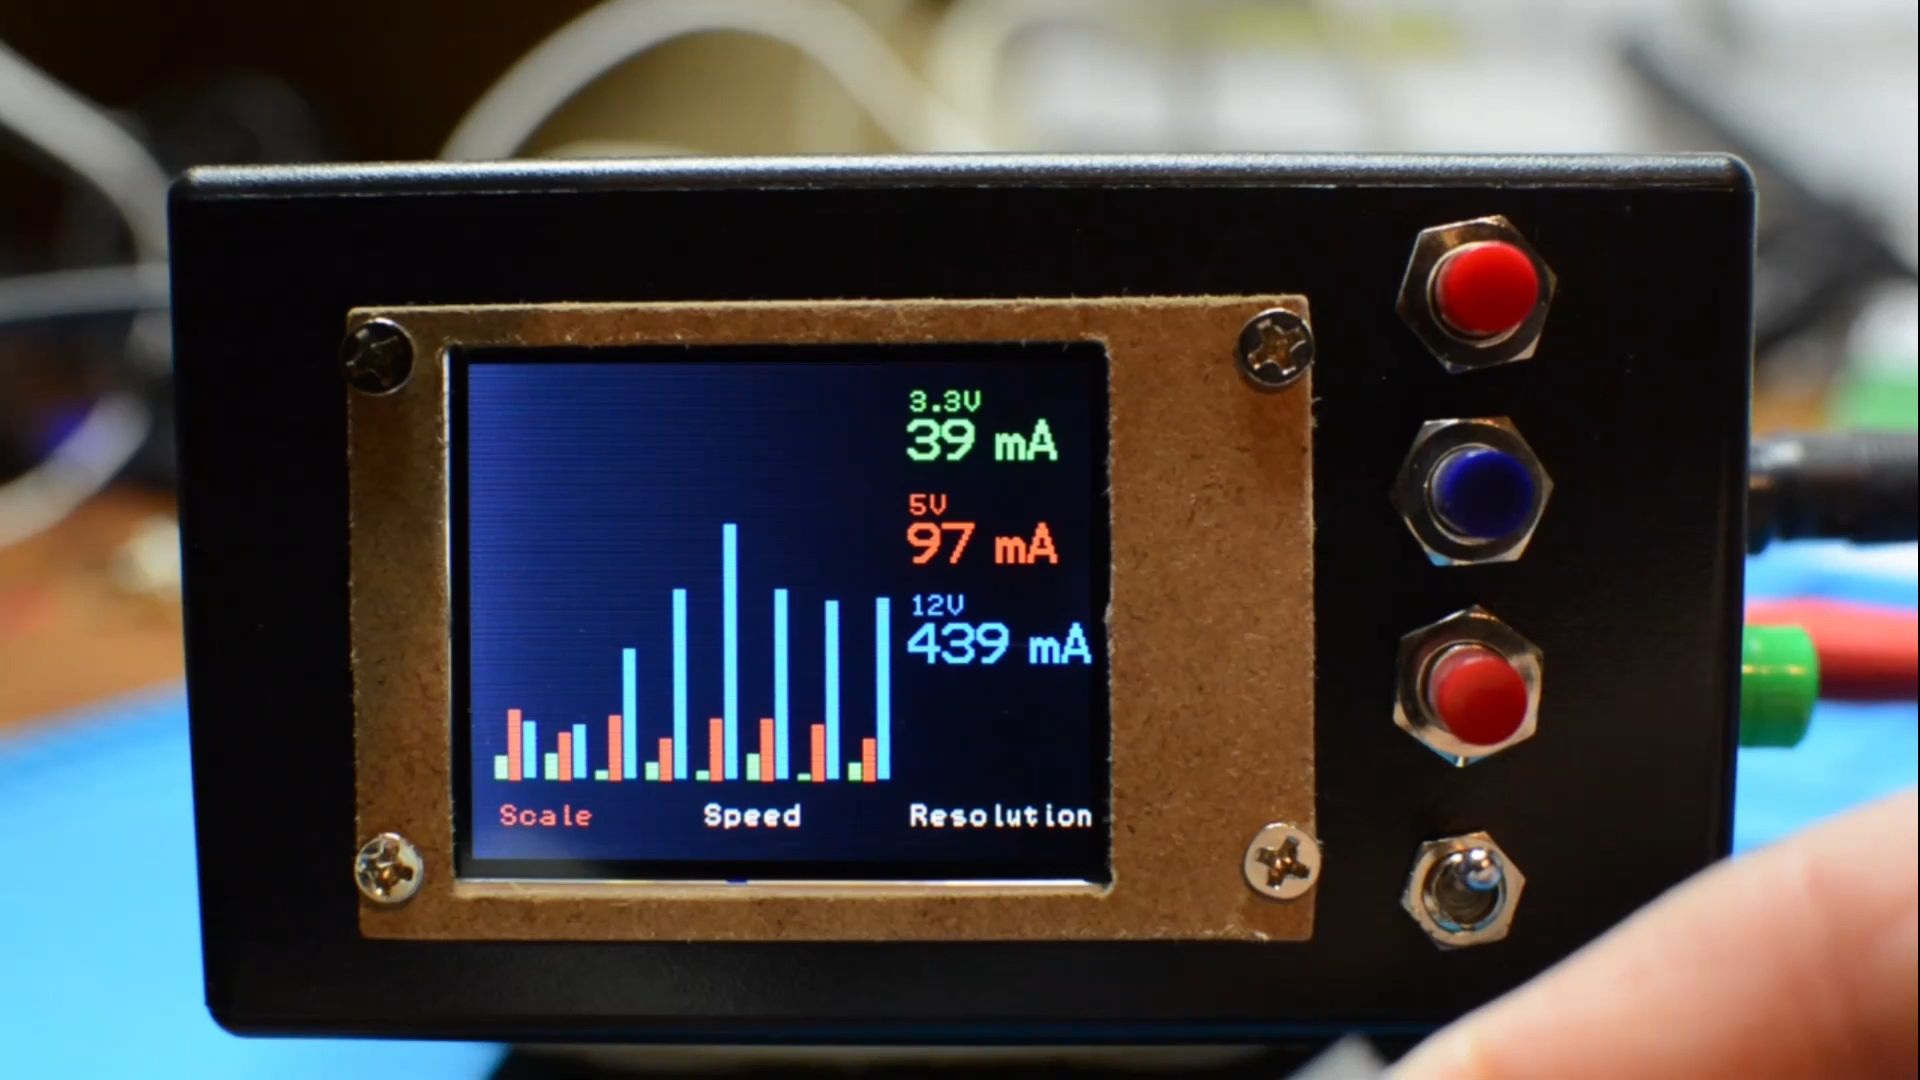 3.3V
39 mA
5V
97 mA
12V
439 mA
Scale Speed Resolution